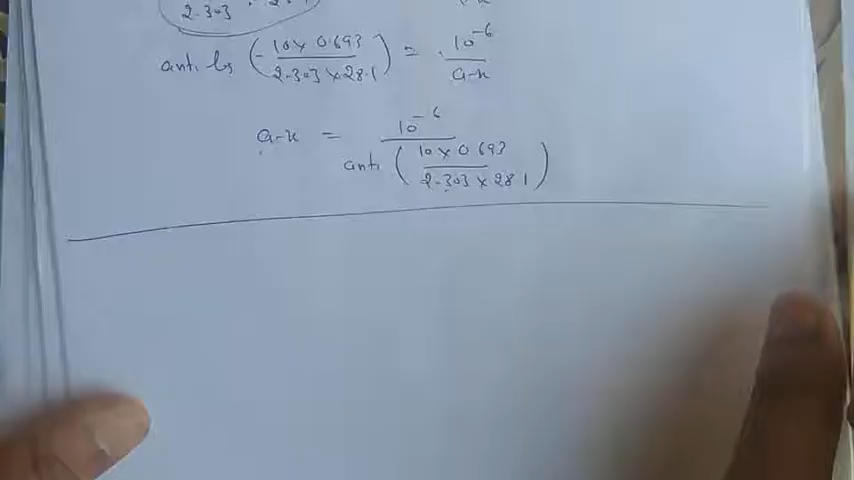 2.303
anti log (- 10 x 0.693 / 2.303 x 28.1) = 10^-6 / a-x
a-x = 10^-6 / anti (10 x 0.693 / 2.303 x 28.1)